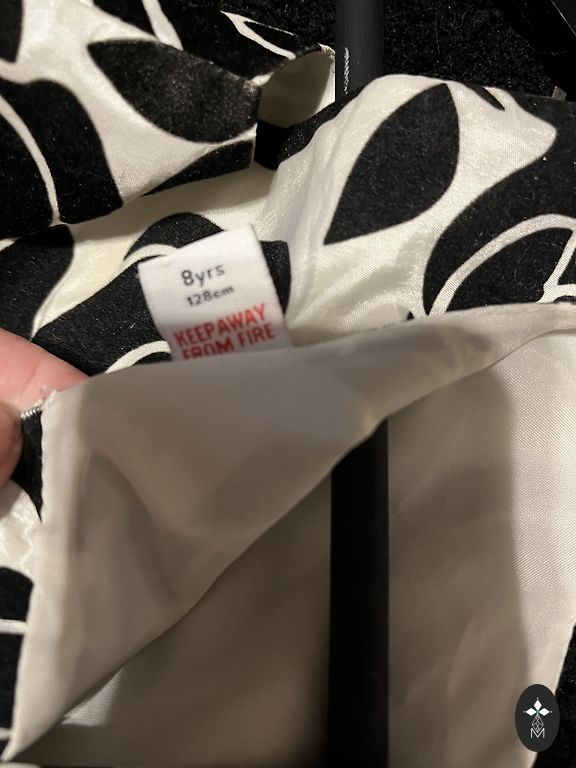 8yrs
128cm
KEEP AWAY
FROM FIRE